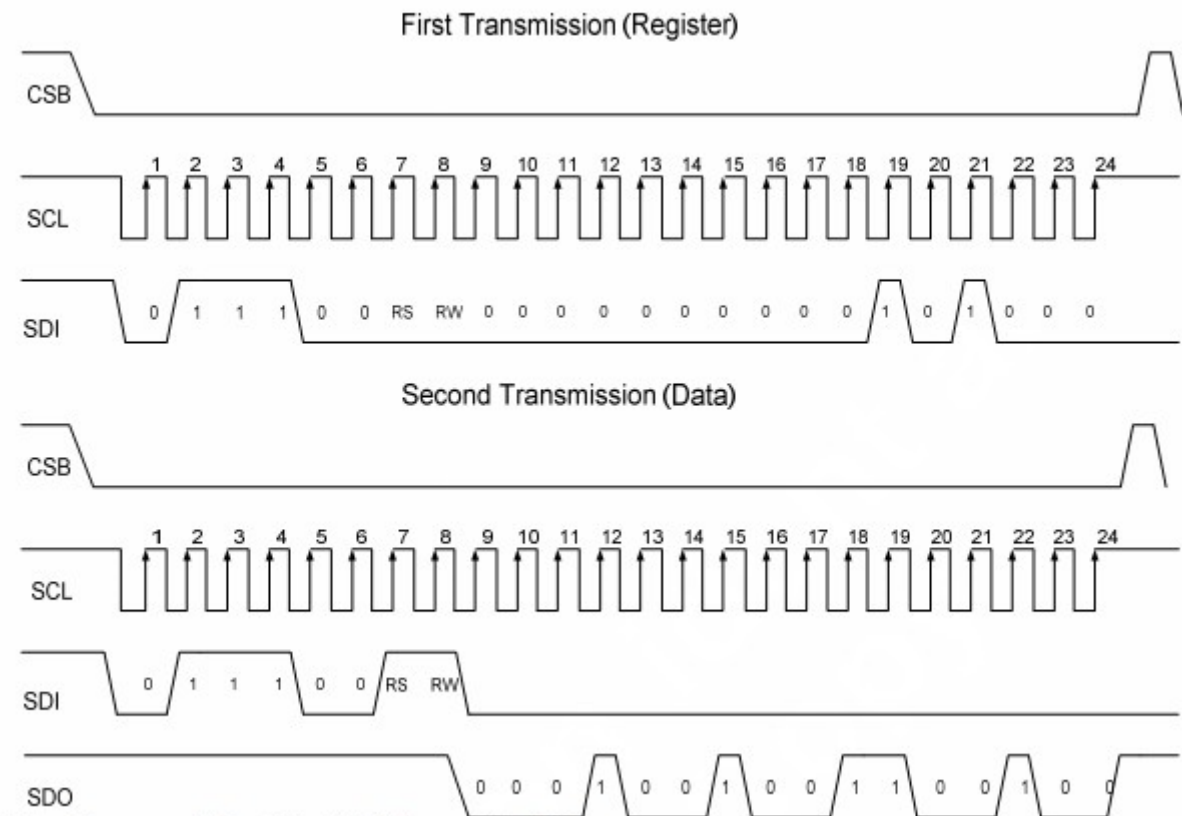 First Transmission (Register)
CSB
1 2 3 4 5 6 7 8 9 10 11 12 13 14 15 16 17 18 19 20 21 22 23 24
SCL
0 1 1 1 0 0 RS RW 0 0 0 0 0 0 0 0 0 0 1 0 1 0 0 0
SDI
Second Transmission (Data)
CSB
1 2 3 4 5 6 7 8 9 10 11 12 13 14 15 16 17 18 19 20 21 22 23 24
SCL
0 1 1 1 0 0 RS RW
SDI
0 0 0 1 0 0 1 0 0 1 1 0 0 1 0 0
SDO